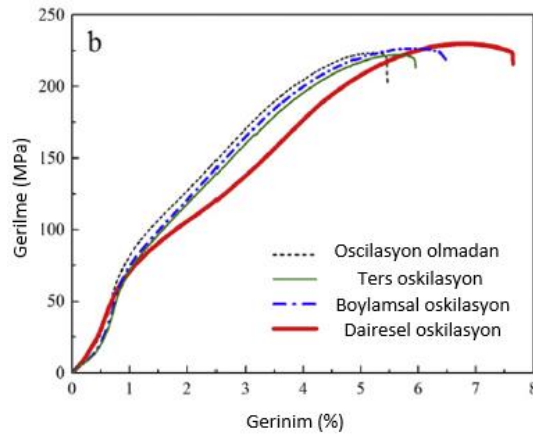 b
250
200
150
100
50
0
Gerilme (MPa)
Oscilasyon olmadan
Ters oskilasyon
Boylamsal oskilasyon
Dairesel oskilasyon
0 1 2 3 4 5 6 7 8
Gerinim (%)